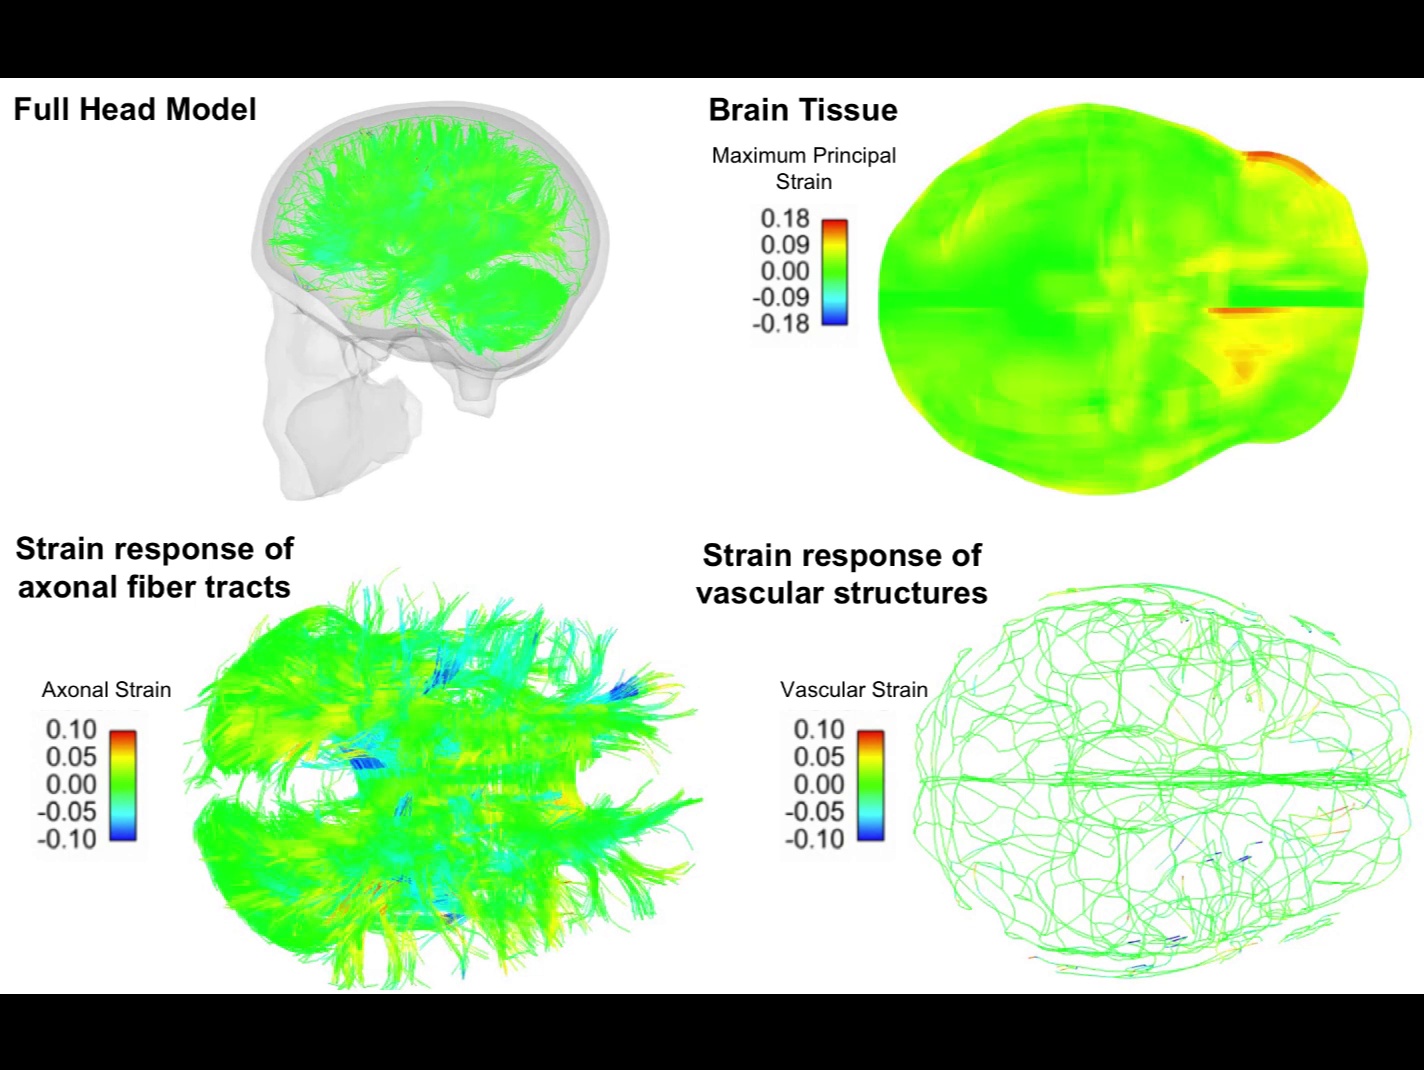 Full Head Model
Brain Tissue
Maximum Principal
Strain
0.18
0.09
0.00
-0.09
-0.18
Strain response of
axonal fiber tracts
Axonal Strain
0.10
0.05
0.00
-0.05
-0.10
Strain response of
vascular structures
Vascular Strain
0.10
0.05
0.00
-0.05
-0.10